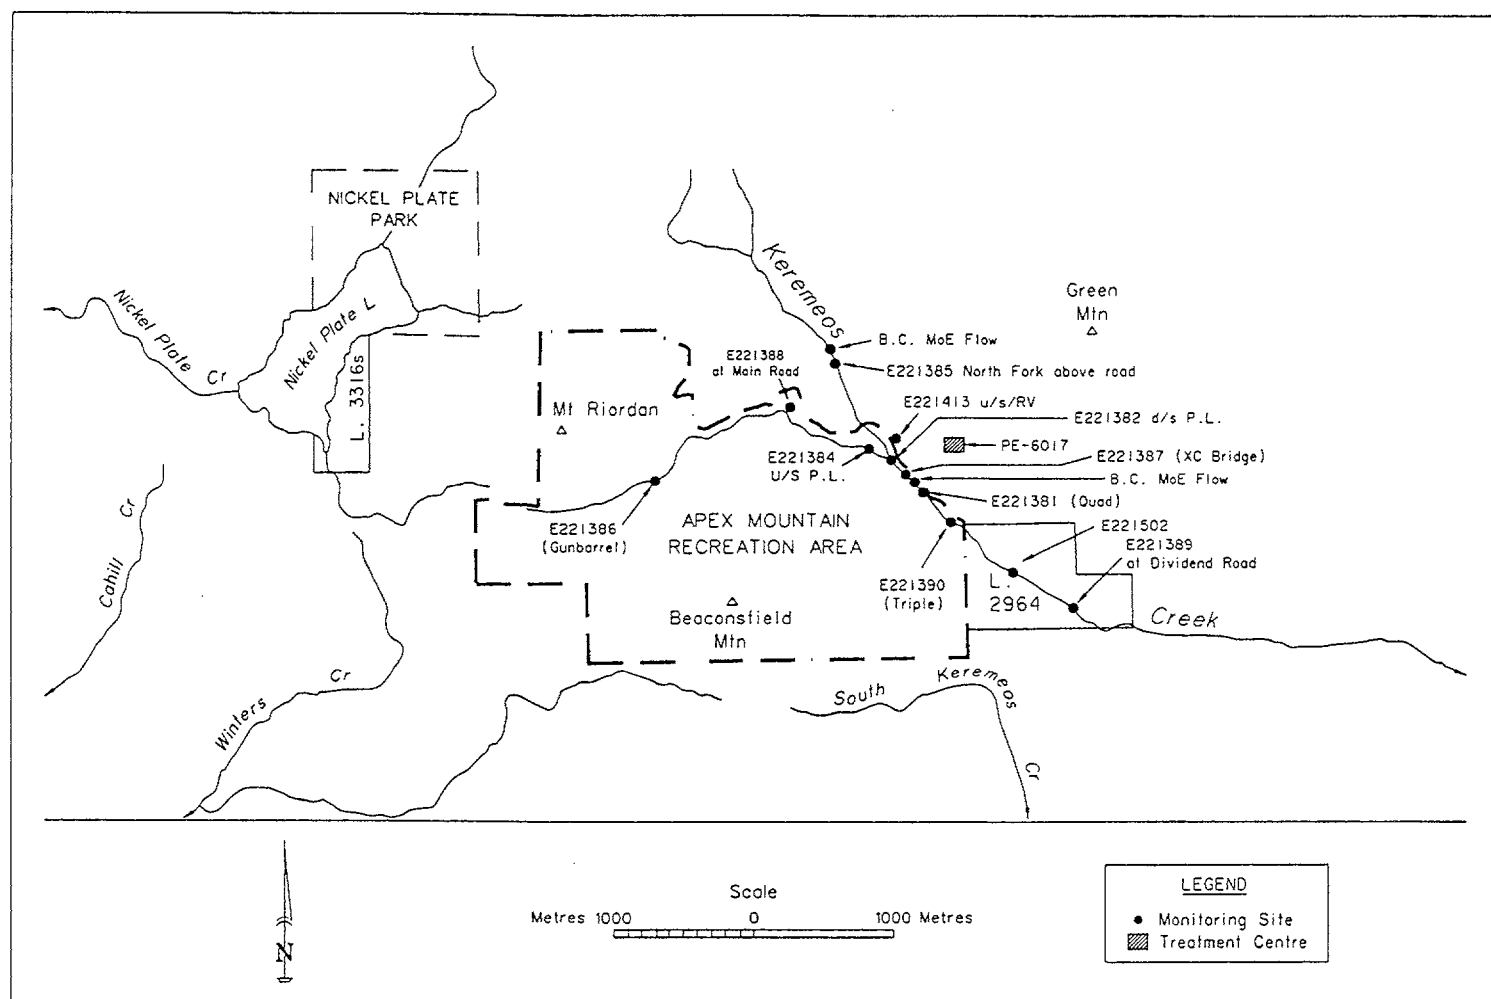 NICKEL PLATE
PARK
Nickel Plate
Cr
Nickel Plate L
L. 3316s
Keremeos
Green
Mtn
B.C. MoE Flow
E221385 North Fork above road
E221388
at Main Road
E221413 u/s/RV
E221382 d/s P.L.
Mt Riordan
PE-6017
E221384
U/S P.L.
E221387 (XC Bridge)
B.C. MoE Flow
E221381 (Quad)
E221386
(Gunbarrel)
APEX MOUNTAIN
RECREATION AREA
E221502
E221389
at Dividend Road
E221390
(Triple)
L.
2964
Cahill Cr
Beaconsfield
Mtn
Creek
Winters Cr
South Keremeos Cr
N
Scale
Metres 1000 0 1000 Metres
LEGEND
Monitoring Site
Treatment Centre